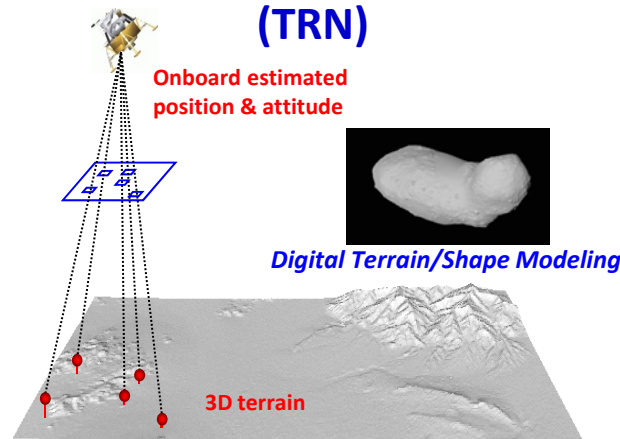 (TRN)
Onboard estimated
position & attitude
Digital Terrain/Shape Modeling
3D terrain